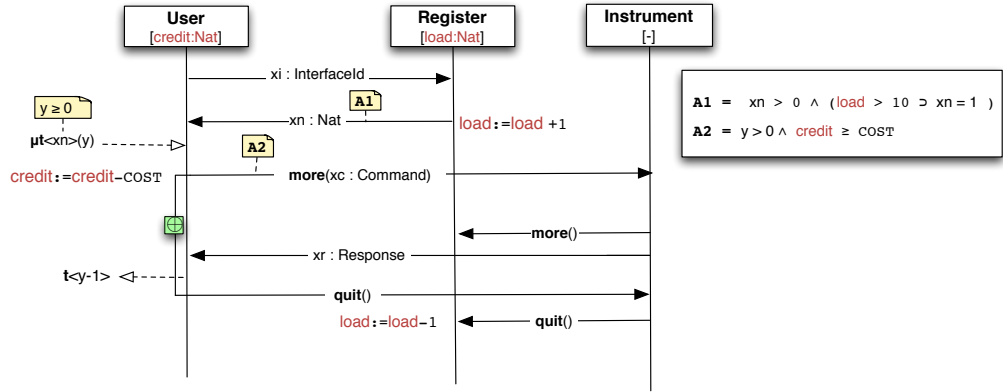 User
[credit:Nat]
Register
[load:Nat]
Instrument
[-]
xi : InterfaceId
A1
xn : Nat
load:=load +1
y ≥ 0
μt<xn>(y)
A2
credit:=credit-COST
more(xc : Command)
more()
xr : Response
t<y-1>
quit()
load:=load-1
quit()
A1 = xn > 0 ∧ (load > 10 ⊃ xn = 1 )
A2 = y > 0 ∧ credit ≥ COST